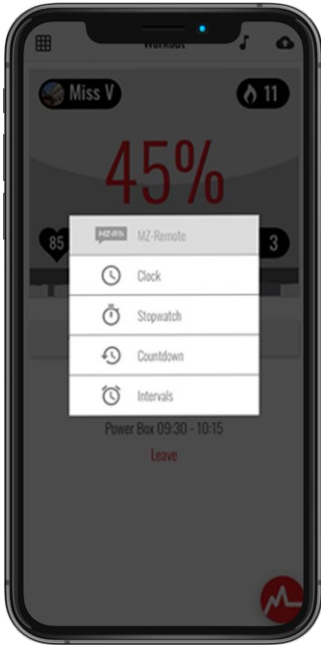 Workout
Miss V
11
45%
85
3
MZ-R%
MZ-Remote
Clock
Stopwatch
Countdown
Intervals
Power Box 09:30 - 10:15
Leave